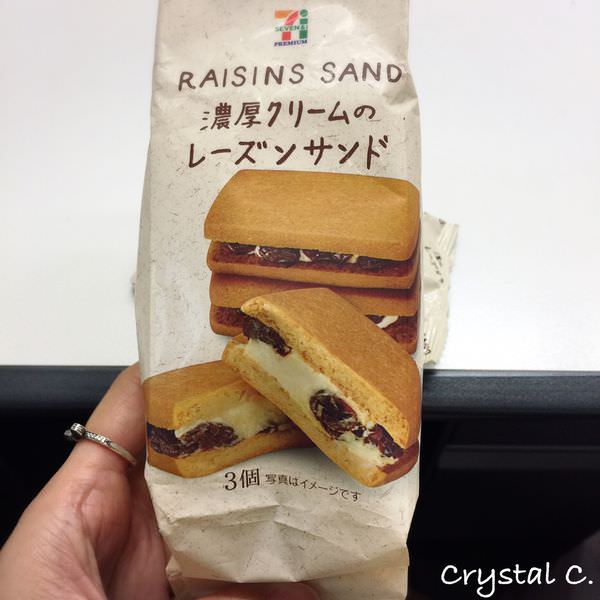 SEVEN&i
PREMIUM
RAISINS SAND
濃厚クリームの
レーズンサンド
3個 写真はイメージです
Crystal C.